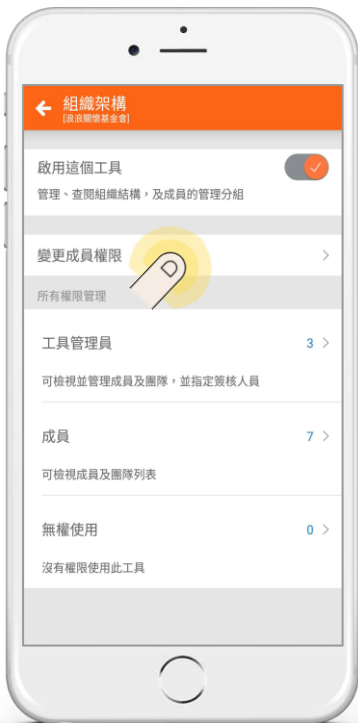 組織架構
[浪浪關懷基金會]
啟用這個工具
管理、查閱組織結構，及成員的管理分組
變更成員權限
所有權限管理
工具管理員 3
可檢視並管理成員及團隊，並指定簽核人員
成員 7
可檢視成員及團隊列表
無權使用 0
沒有權限使用此工具